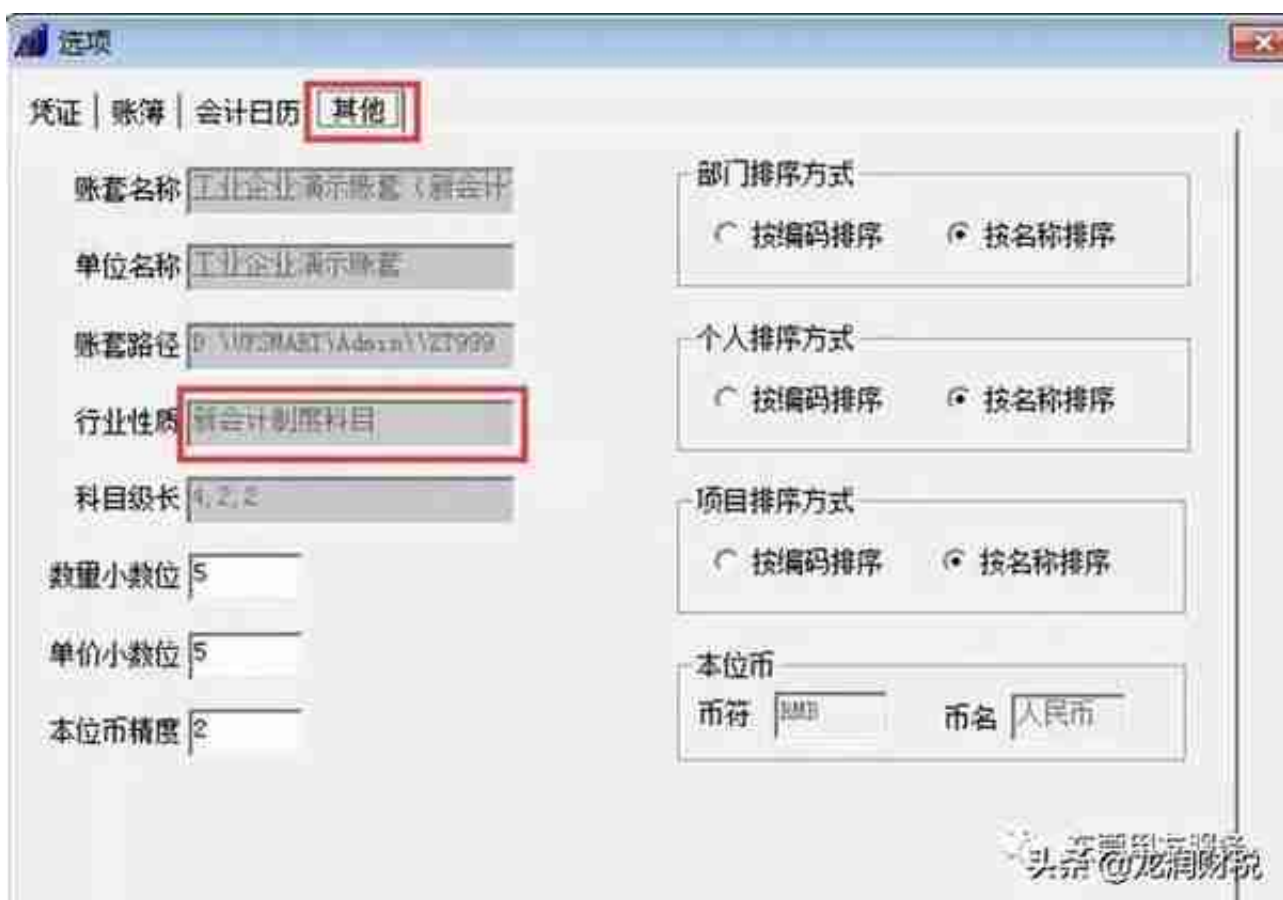 选项
凭证 账簿 会计日历 其他
账套名称 工业企业演示账套（新会计
单位名称 工业企业演示账套
账套路径
行业性质 新会计制度科目
科目级长 4,2,2
数量小数位 5
单价小数位 5
本位币精度 2
部门排序方式
按编码排序 按名称排序
个人排序方式
按编码排序 按名称排序
项目排序方式
按编码排序 按名称排序
本位币
币符 RMB 币名 人民币
头条 @龙润财税